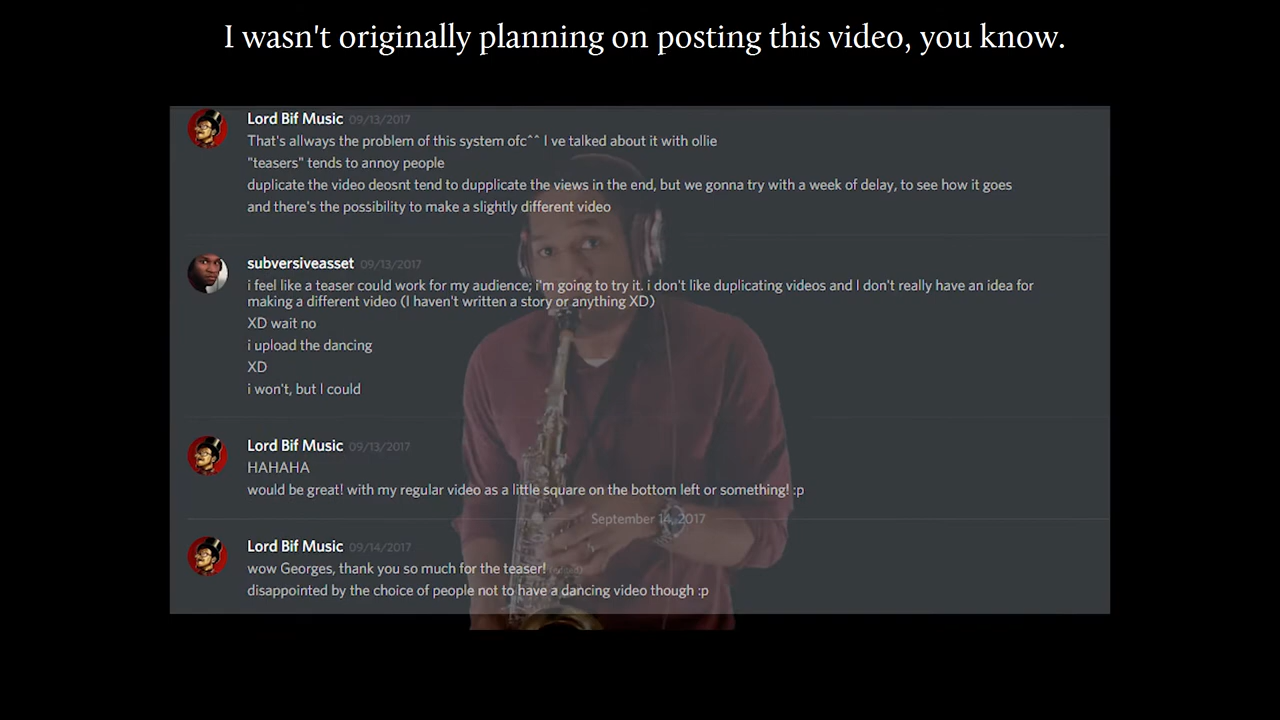 I wasn't originally planning on posting this video, you know.
Lord Bif Music 09/13/2017
That's allways the problem of this system ofc^^ I ve talked about it with ollie
"teasers" tends to annoy people
duplicate the video deosnt tend to dupplicate the views in the end, but we gonna try with a week of delay, to see how it goes
and there's the possibility to make a slightly different video
subversiveasset 09/13/2017
i feel like a teaser could work for my audience; i'm going to try it. i don't like duplicating videos and I don't really have an idea for
making a different video (I haven't written a story or anything XD)
XD wait no
i upload the dancing
XD
i won't, but I could
Lord Bif Music 09/13/2017
HAHAHA
would be great! with my regular video as a little square on the bottom left or something! :p
September 14, 2017
Lord Bif Music 09/14/2017
wow Georges, thank you so much for the teaser! (edited)
disappointed by the choice of people not to have a dancing video though :p